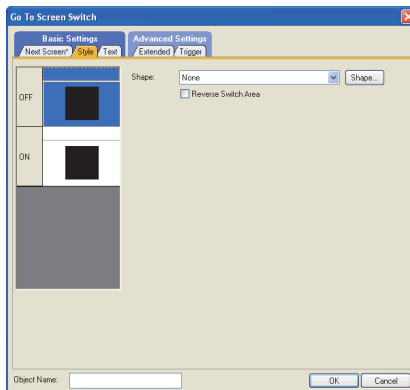 Go To Screen Switch
Basic Settings
Advanced Settings
Next Screen* Style Text
Extended Trigger
OFF
Shape: None Shape...
Reverse Switch Area
ON
Object Name:
OK Cancel